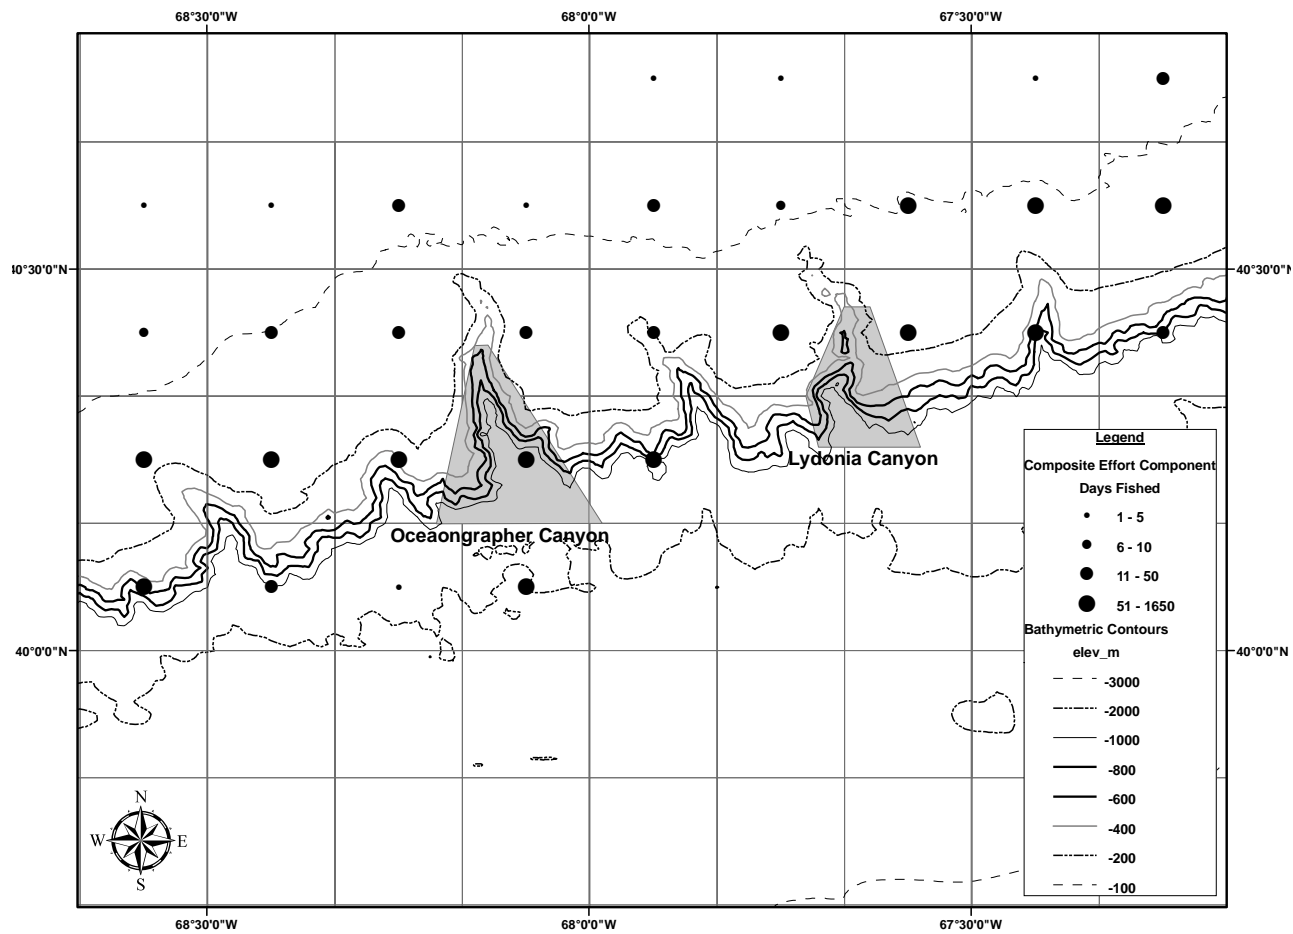 68°30'0"W 68°0'0"W 67°30'0"W
40°30'0"N 40°30'0"N
Lydonia Canyon
Oceaongrapher Canyon
Legend
Composite Effort Component
Days Fished
1 - 5
6 - 10
11 - 50
51 - 1650
Bathymetric Contours
elev_m
-3000
-2000
-1000
-800
-600
-400
-200
-100
40°0'0"N 40°0'0"N
N
W E
S
68°30'0"W 68°0'0"W 67°30'0"W